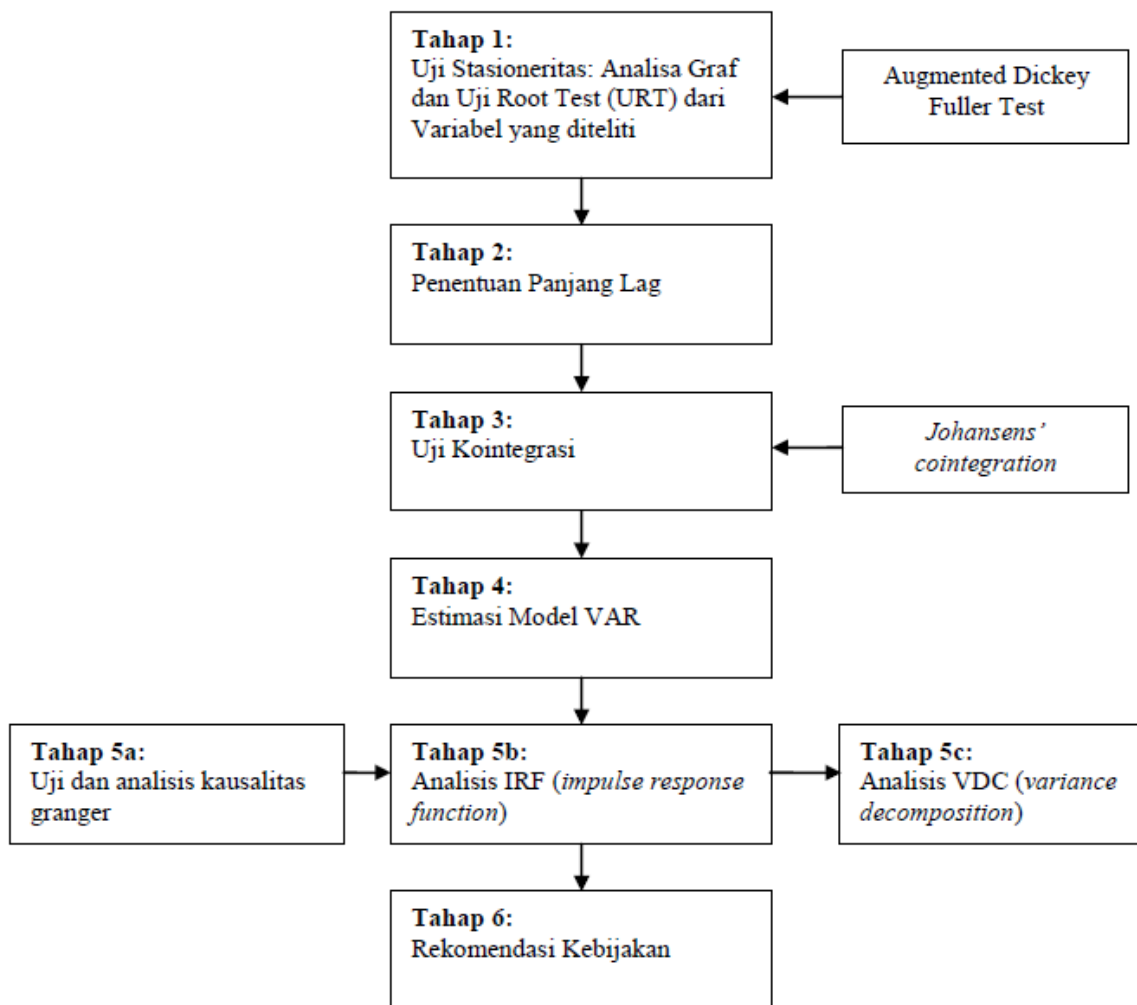 Tahap 1:
Uji Stasioneritas: Analisa Graf
dan Uji Root Test (URT) dari
Variabel yang diteliti
Augmented Dickey
Fuller Test
Tahap 2:
Penentuan Panjang Lag
Tahap 3:
Uji Kointegrasi
Johansens’
cointegration
Tahap 4:
Estimasi Model VAR
Tahap 5a:
Uji dan analisis kausalitas
granger
Tahap 5b:
Analisis IRF (impulse response
function)
Tahap 5c:
Analisis VDC (variance
decomposition)
Tahap 6:
Rekomendasi Kebijakan